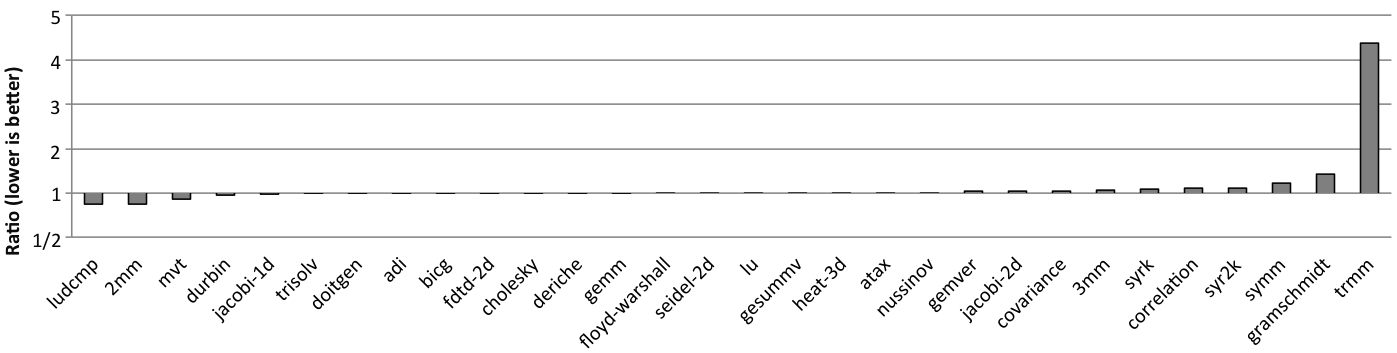 Ratio (lower is better)
5
4
3
2
1
1/2
ludcmp
2mm
mvt
durbin
jacobi-1d
trisolv
doitgen
adi
bicg
fdtd-2d
cholesky
deriche
gemm
floyd-warshall
seidel-2d
lu
gesummv
heat-3d
atax
nussinov
gemver
jacobi-2d
covariance
3mm
syrk
correlation
syr2k
symm
gramschmidt
trmm